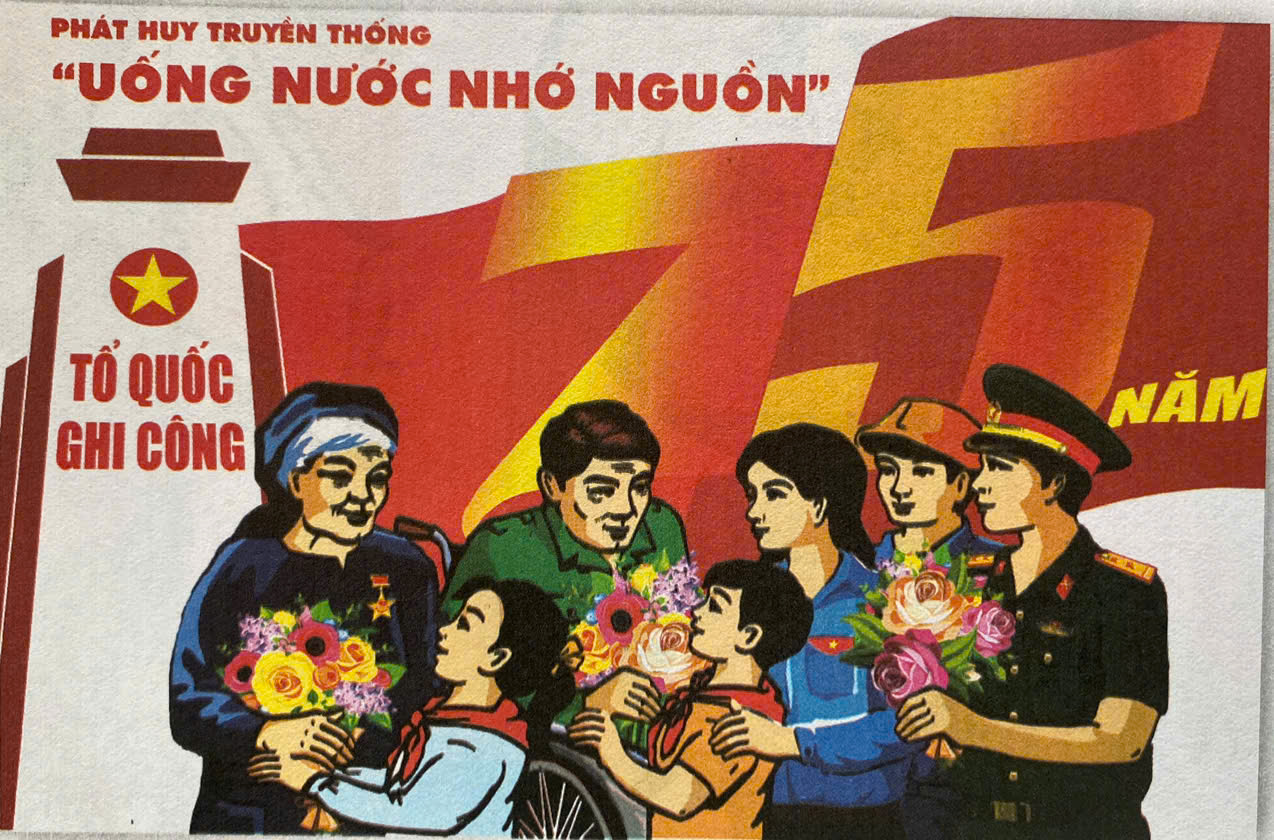 PHÁT HUY TRUYỀN THỐNG
“UỐNG NƯỚC NHỚ NGUỒN”
TỔ QUỐC
GHI CÔNG
75
NĂM